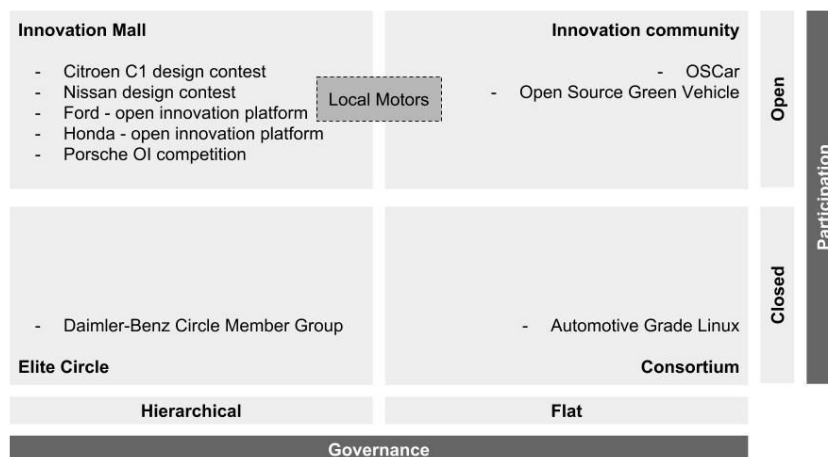 Innovation Mall
- Citroen C1 design contest
- Nissan design contest
- Ford - open innovation platform
- Honda - open innovation platform
- Porsche OI competition
Local Motors
Innovation community
- OSCar
- Open Source Green Vehicle
Open
Participation
- Daimler-Benz Circle Member Group
Elite Circle
- Automotive Grade Linux
Consortium
Closed
Hierarchical
Flat
Governance